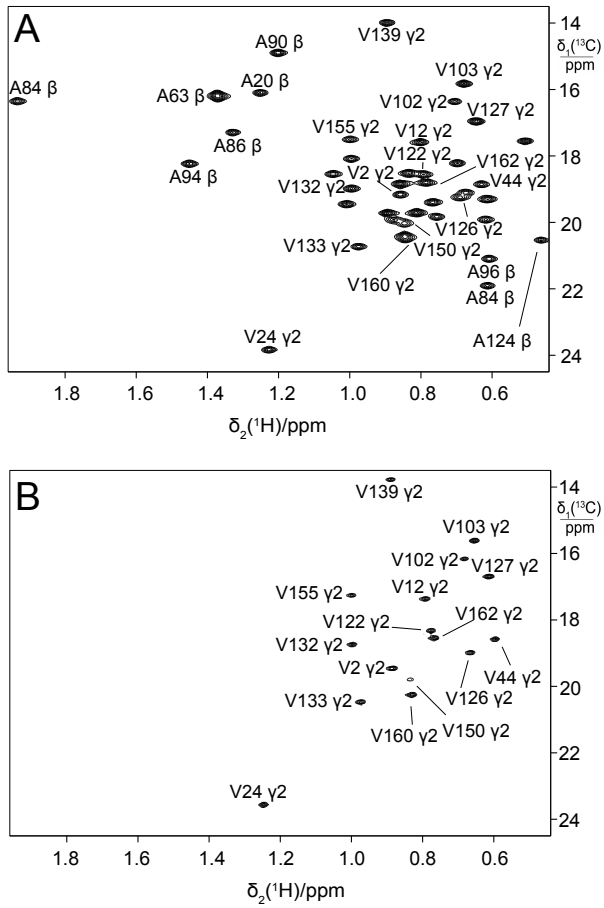 A
V139 γ2
14
δ₁(¹³C)
ppm
A90 β
V103 γ2
A84 β
A63 β
A20 β
V102 γ2
16
V127 γ2
V155 γ2
V12 γ2
A86 β
V122 γ2
18
A94 β
V2 γ2
V162 γ2
V132 γ2
V44 γ2
20
V126 γ2
V133 γ2
V150 γ2
V160 γ2
A96 β
A84 β
22
A124 β
V24 γ2
24
1.8 1.6 1.4 1.2 1.0 0.8 0.6
δ₂(¹H)/ppm
B
V139 γ2
14
δ₁(¹³C)
ppm
V103 γ2
V102 γ2
16
V127 γ2
V155 γ2
V12 γ2
V162 γ2
V122 γ2
18
V132 γ2
V2 γ2
V44 γ2
V126 γ2
20
V133 γ2
V150 γ2
V160 γ2
22
V24 γ2
24
1.8 1.6 1.4 1.2 1.0 0.8 0.6
δ₂(¹H)/ppm